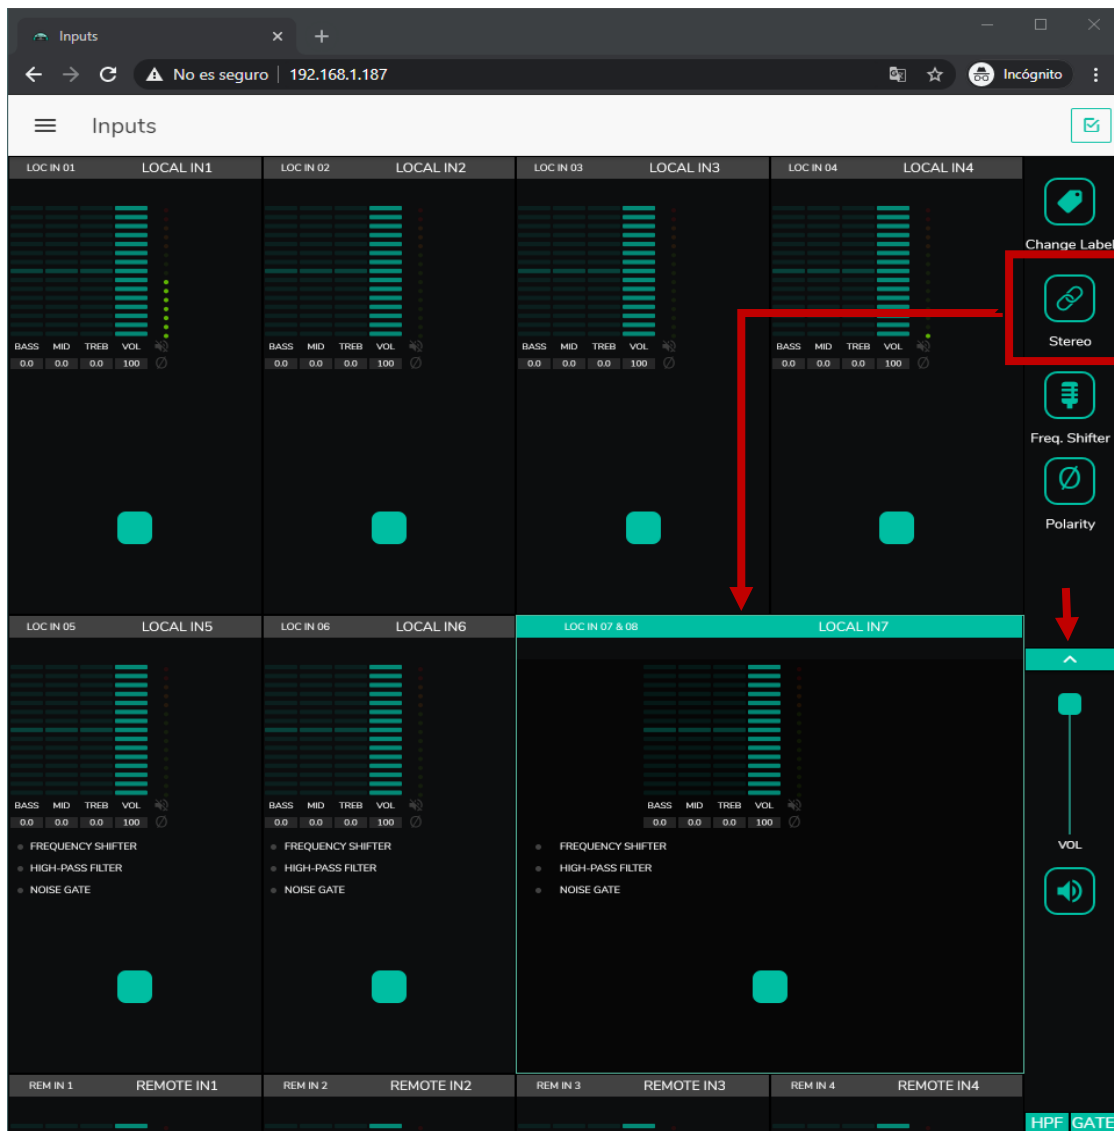 Inputs
No es seguro 192.168.1.187 Incógnito
Inputs
LOC IN 01 LOCAL IN1 LOC IN 02 LOCAL IN2 LOC IN 03 LOCAL IN3 LOC IN 04 LOCAL IN4
Change Label
Stereo
BASS MID TREB VOL BASS MID TREB VOL BASS MID TREB VOL BASS MID TREB VOL
0.0 0.0 0.0 100 0.0 0.0 0.0 100 0.0 0.0 0.0 100 0.0 0.0 0.0 100
Freq. Shifter
Polarity
LOC IN 05 LOCAL IN5 LOC IN 06 LOCAL IN6 LOC IN 07 & 08 LOCAL IN7
BASS MID TREB VOL BASS MID TREB VOL BASS MID TREB VOL
0.0 0.0 0.0 100 0.0 0.0 0.0 100 0.0 0.0 0.0 100
FREQUENCY SHIFTER FREQUENCY SHIFTER FREQUENCY SHIFTER
VOL
HIGH-PASS FILTER HIGH-PASS FILTER HIGH-PASS FILTER
NOISE GATE NOISE GATE NOISE GATE
REM IN 1 REMOTE IN1 REM IN 2 REMOTE IN2 REM IN 3 REMOTE IN3 REM IN 4 REMOTE IN4
HPF GATE